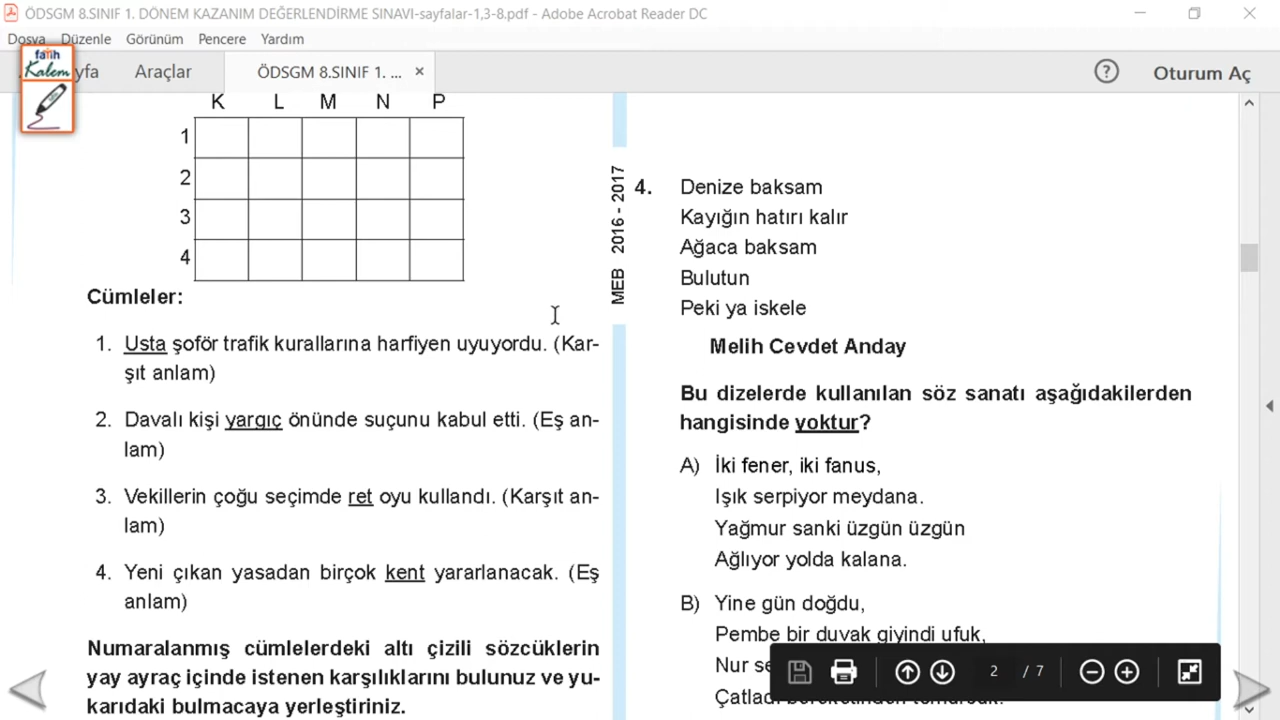 ÖDSGM 8.SINIF 1. DÖNEM KAZANIM DEĞERLENDİRME SINAVI-sayfalar-1,3-8.pdf - Adobe Acrobat Reader DC
Dosya Düzenle Görünüm Pencere Yardım
fatih
Kalem
yfa Araçlar ÖDSGM 8.SINIF 1. ... × ? Oturum Aç
K L M N P
1
2
3
4
Cümleler:
1. Usta şoför trafik kurallarına harfiyen uyuyordu. (Kar-
şıt anlam)
2. Davalı kişi yargıç önünde suçunu kabul etti. (Eş an-
lam)
3. Vekillerin çoğu seçimde ret oyu kullandı. (Karşıt an-
lam)
4. Yeni çıkan yasadan birçok kent yararlanacak. (Eş
anlam)
Numaralanmış cümlelerdeki altı çizili sözcüklerin
yay ayraç içinde istenen karşılıklarını bulunuz ve yu-
karıdaki bulmacaya yerleştiriniz.
MEB 2016 - 2017
4. Denize baksam
Kayığın hatırı kalır
Ağaca baksam
Bulutun
Peki ya iskele
Melih Cevdet Anday
Bu dizelerde kullanılan söz sanatı aşağıdakilerden
hangisinde yoktur?
A) İki fener, iki fanus,
Işık serpiyor meydana.
Yağmur sanki üzgün üzgün
Ağlıyor yolda kalana.
B) Yine gün doğdu,
Pembe bir duvak giyindi ufuk,
Nur se
Çatladı
2 / 7